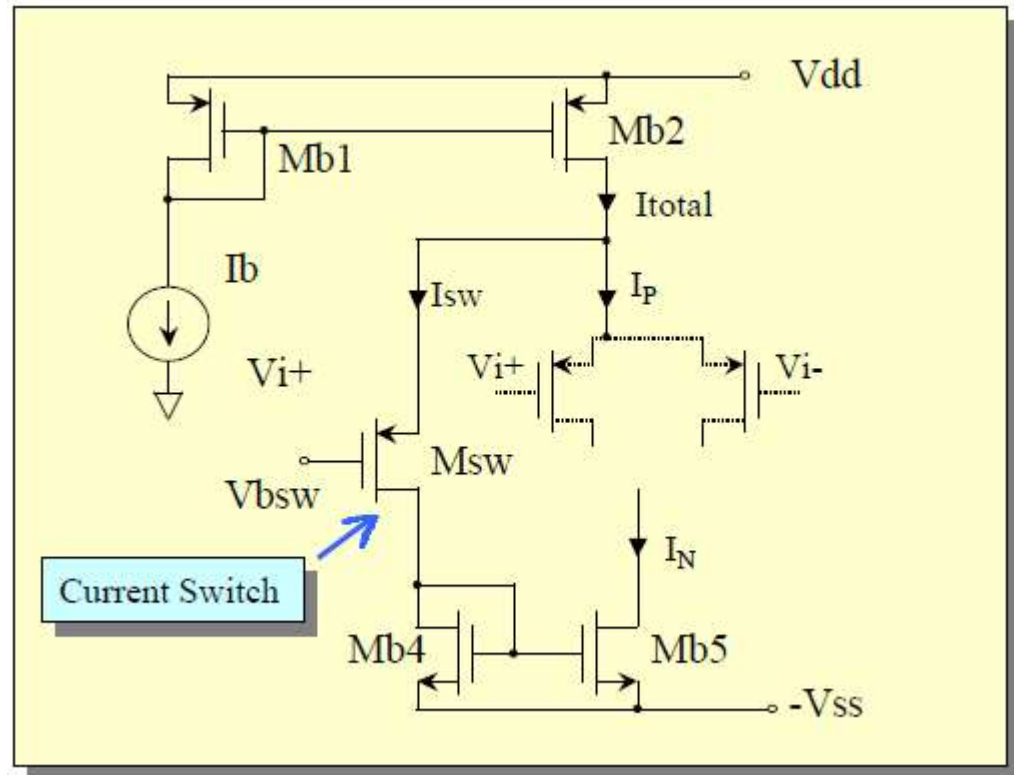 Vdd
Mb1
Mb2
Itotal
Ib
Isw
IP
Vi+
Vi+
Vi-
Msw
Vbsw
IN
Current Switch
Mb4
Mb5
-Vss